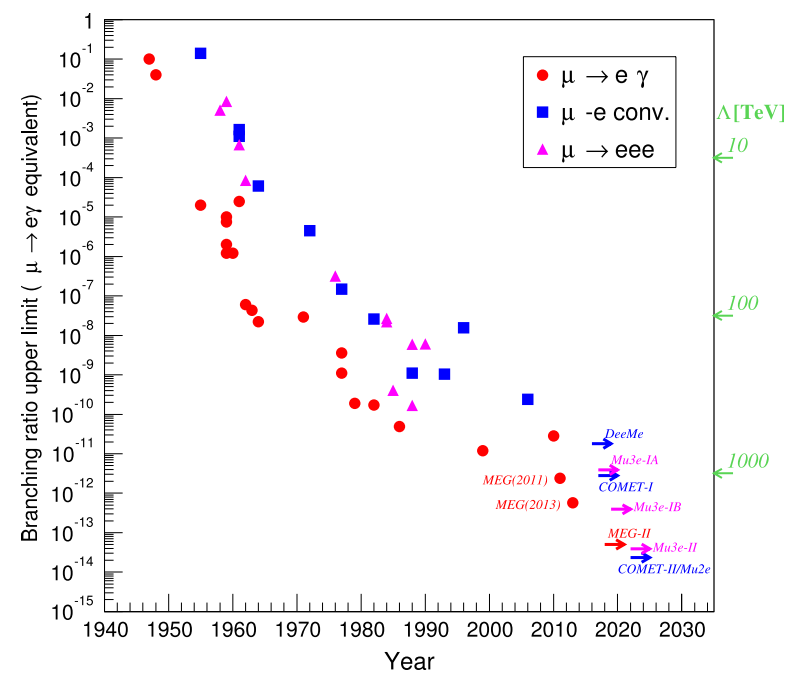 1
10⁻¹
10⁻²
10⁻³
10⁻⁴
10⁻⁵
10⁻⁶
10⁻⁷
10⁻⁸
10⁻⁹
10⁻¹⁰
10⁻¹¹
10⁻¹²
10⁻¹³
10⁻¹⁴
10⁻¹⁵
Branching ratio upper limit ( μ → eγ equivalent)
μ → e γ
μ -e conv.
μ → eee
Λ[TeV]
10
100
1000
DeeMe
Mu3e-IA
MEG(2011)
COMET-I
MEG(2013)
Mu3e-IB
MEG-II
Mu3e-II
COMET-II/Mu2e
1940 1950 1960 1970 1980 1990 2000 2010 2020 2030
Year